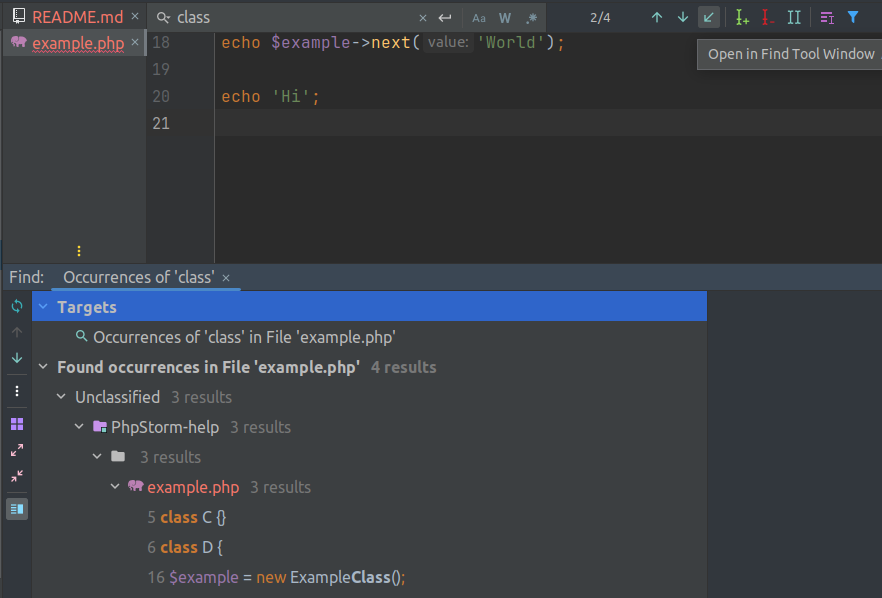 README.md
class
Aa W .*
2/4
example.php
18 echo $example->next( value: 'World');
Open in Find Tool Window
19
20 echo 'Hi';
21
Find: Occurrences of 'class'
Targets
Occurrences of 'class' in File 'example.php'
Found occurrences in File 'example.php' 4 results
Unclassified 3 results
PhpStorm-help 3 results
3 results
example.php 3 results
5 class C {}
6 class D {
16 $example = new ExampleClass();